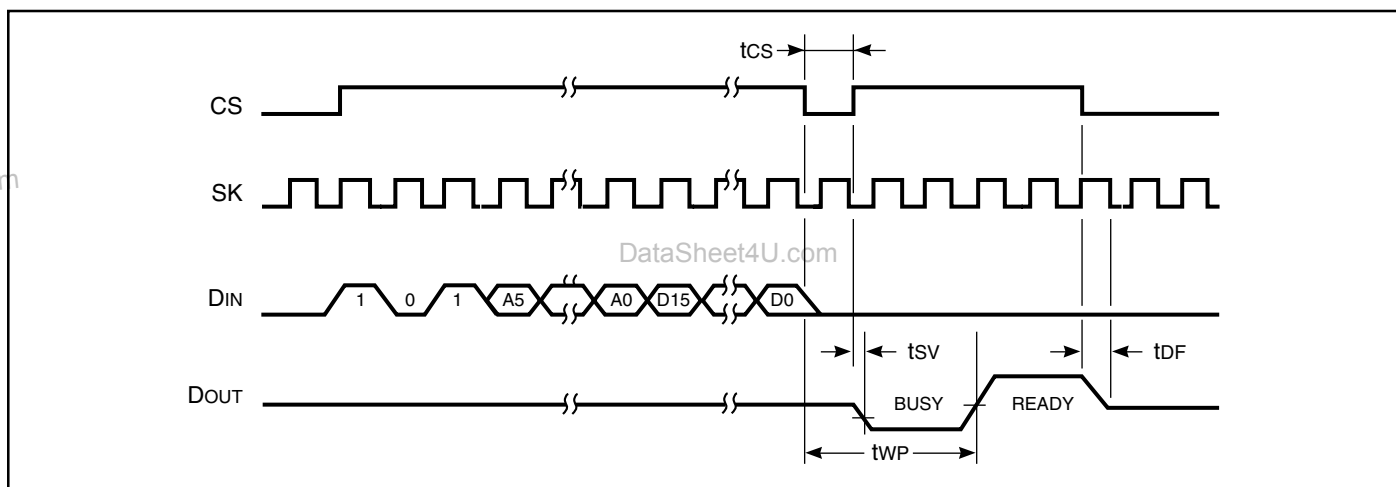 tCS
CS
m
SK
DataSheet4U.com
DIN 1 0 1 A5 A0 D15 D0
tSV tDF
DOUT BUSY READY
tWP